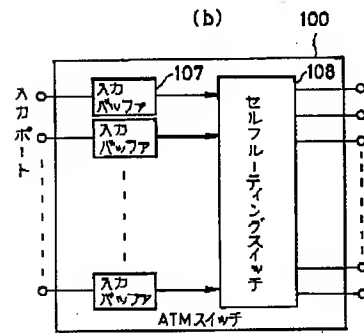 (b)
100
107
108
入力ポート
入力
バッファ
入力
バッファ
入力
バッファ
セルフルーティングスイッチ
ATMスイッチ